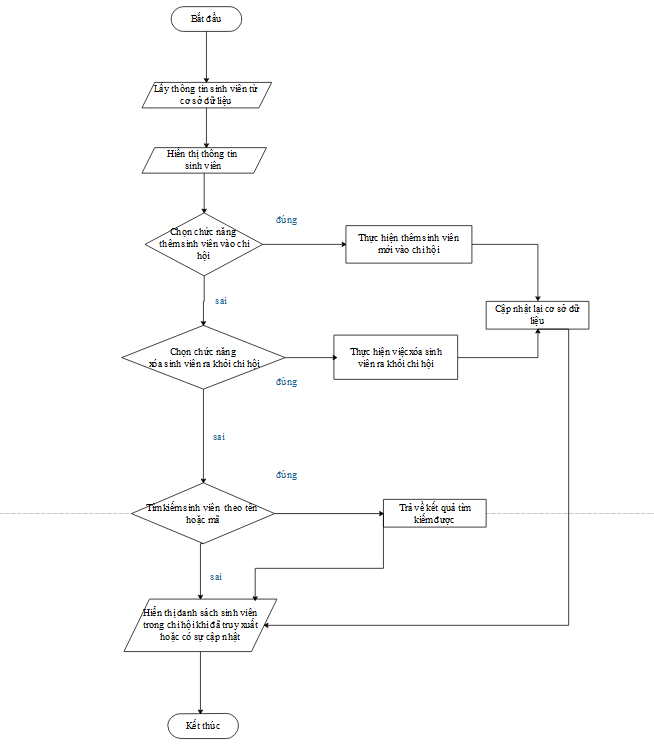 Bắt đầu
Lấy thông tin sinh viên từ
cơ sở dữ liệu
Hiển thị thông tin
sinh viên
Chọn chức năng
thêm sinh viên vào chi
hội
đúng
Thực hiện thêm sinh viên
mới vào chi hội
Cập nhật lại cơ sở dữ
liệu
sai
Chọn chức năng
xóa sinh viên ra khỏi chi hội
đúng
Thực hiện việc xóa sinh
viên ra khỏi chi hội
sai
Tìm kiếm sinh viên theo tên
hoặc mã
đúng
Trả về kết quả tìm
kiếm được
sai
Hiển thị danh sách sinh viên
trong chi hội khi đã truy xuất
hoặc có sự cập nhật
Kết thúc